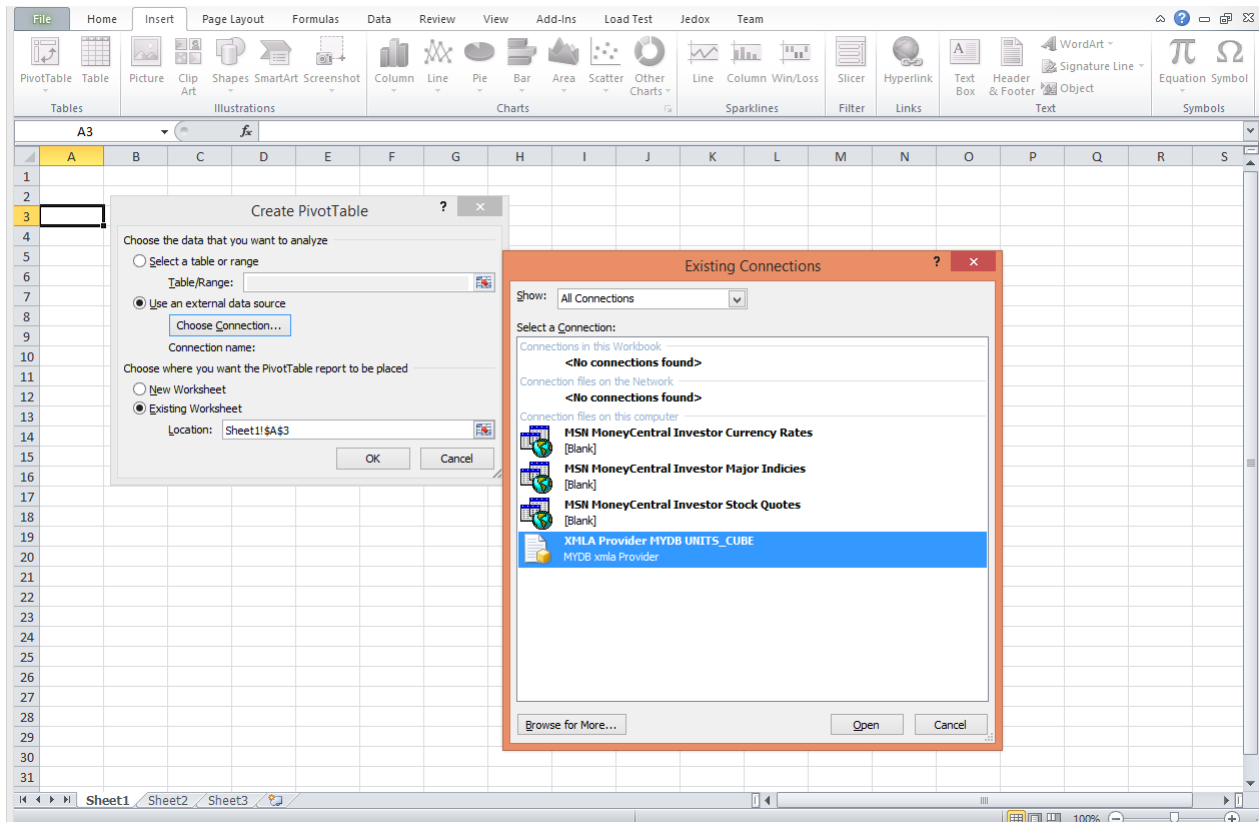 File Home Insert Page Layout Formulas Data Review View Add-Ins Load Test Jedox Team
PivotTable Table Picture Clip Art Shapes SmartArt Screenshot Column Line Pie Bar Area Scatter Other Charts Line Column Win/Loss Slicer Hyperlink Text Box Header & Footer WordArt Signature Line Object Equation Symbol
Tables Illustrations Charts Sparklines Filter Links Text Symbols
A3 fx
A B C D E F G H I J K L M N O P Q R S
1
2
3
4
5
6
7
8
9
10
11
12
13
14
15
16
17
18
19
20
21
22
23
24
25
26
27
28
29
30
31
Create PivotTable ? ×
Choose the data that you want to analyze
Select a table or range
Table/Range:
Use an external data source
Choose Connection...
Connection name:
Choose where you want the PivotTable report to be placed
New Worksheet
Existing Worksheet
Location: Sheet1!$A$3
OK Cancel
Existing Connections ? ×
Show: All Connections
Select a Connection:
Connections in this Workbook
<No connections found>
Connection files on the Network
<No connections found>
Connection files on this computer
MSN MoneyCentral Investor Currency Rates
[Blank]
MSN MoneyCentral Investor Major Indicies
[Blank]
MSN MoneyCentral Investor Stock Quotes
[Blank]
XMLA Provider MYDB UNITS_CUBE
MYDB xmla Provider
Browse for More... Open Cancel
Sheet1 Sheet2 Sheet3
100%